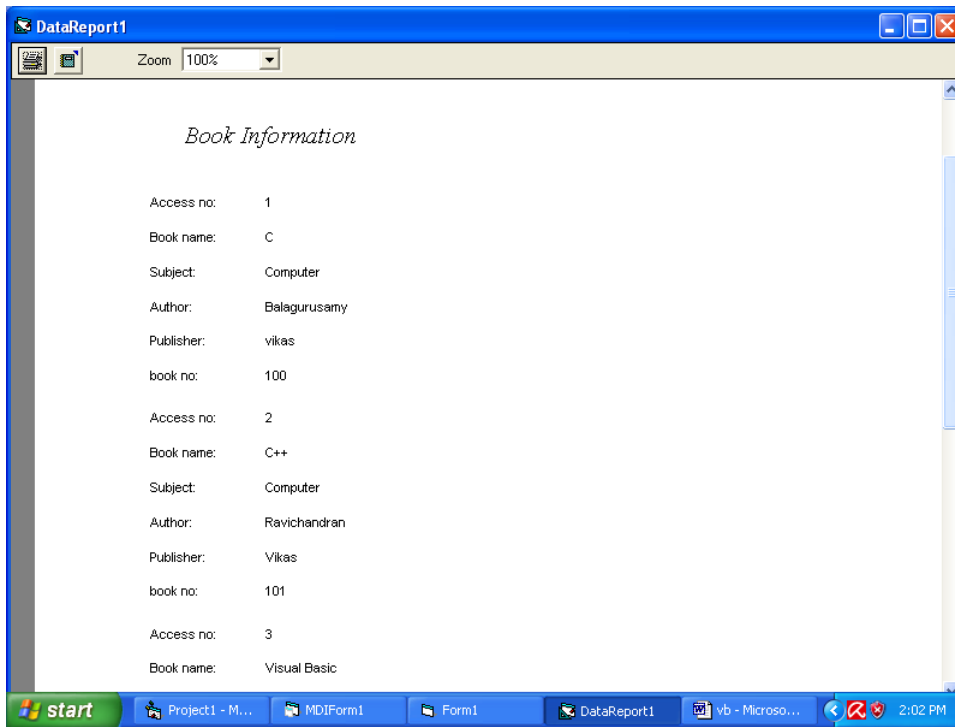 DataReport1
Zoom 100%
Book Information
Access no: 1
Book name: C
Subject: Computer
Author: Balagurusamy
Publisher: vikas
book no: 100
Access no: 2
Book name: C++
Subject: Computer
Author: Ravichandran
Publisher: Vikas
book no: 101
Access no: 3
Book name: Visual Basic
start Project1 - M... MDIForm1 Form1 DataReport1 vb - Microso... 2:02 PM